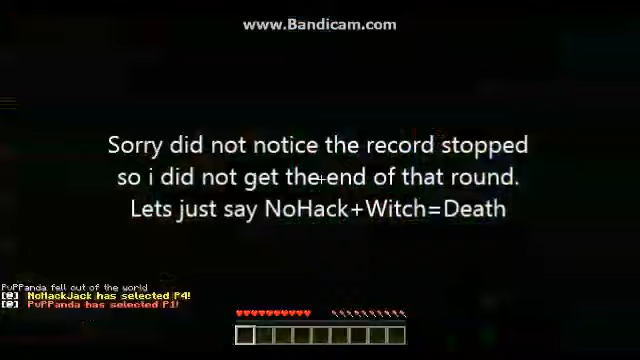 www.Bandicam.com
Sorry did not notice the record stopped
so i did not get the end of that round.
Lets just say NoHack+Witch=Death
PvPPanda fell out of the world
[@] NoHackJack has selected P4!
[@] PvPPanda has selected P1!